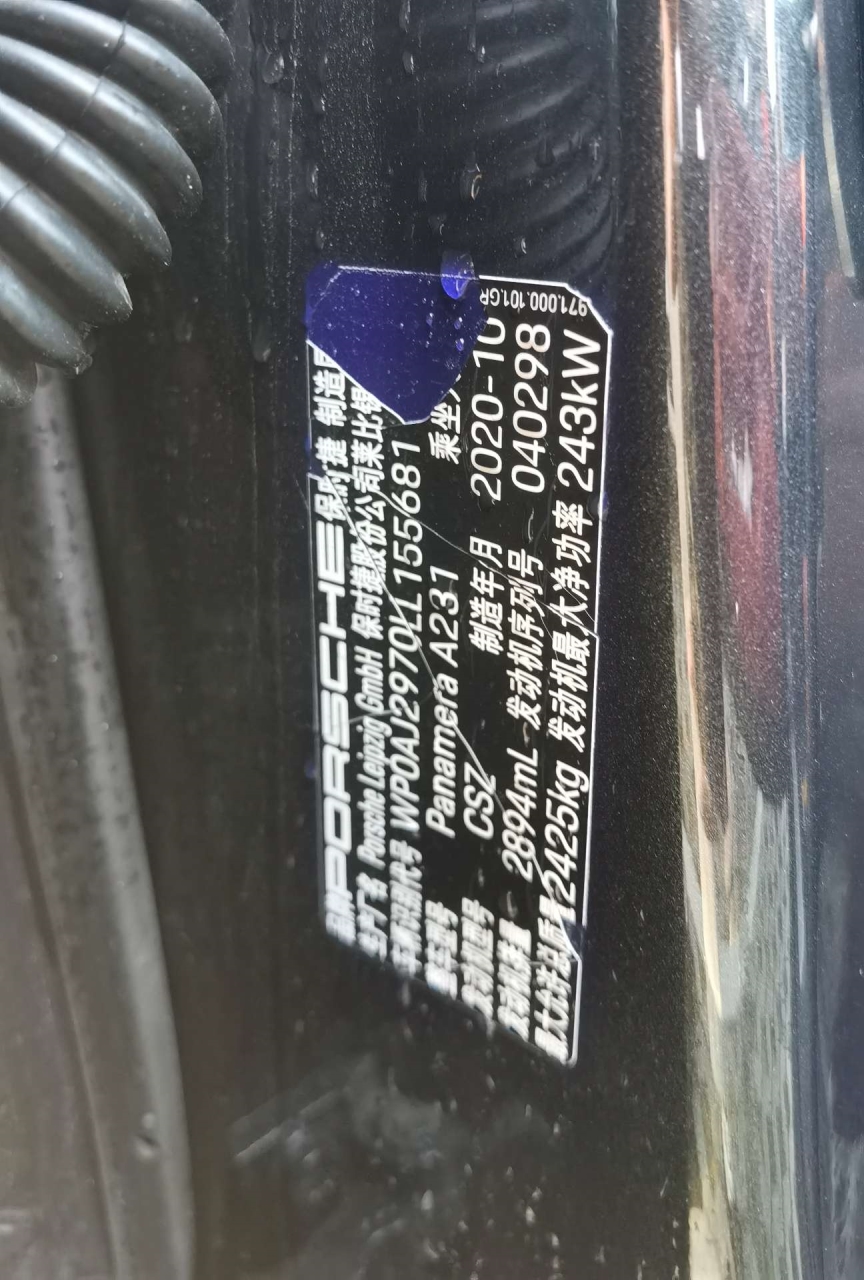 品牌 PORSCHE 保时捷 制造国
生产厂名 Porsche Leipzig GmbH 保时捷股份公司莱比锡
车辆识别代号 WP0AJ2970LL155681
整车型号 Panamera A231 乘坐人
发动机型号 CSZ 制造年月 2020-10
发动机排量 2894mL 发动机序列号 040298
最大允许总质量 2425kg 发动机最大净功率 243kW
971.000.101.GR